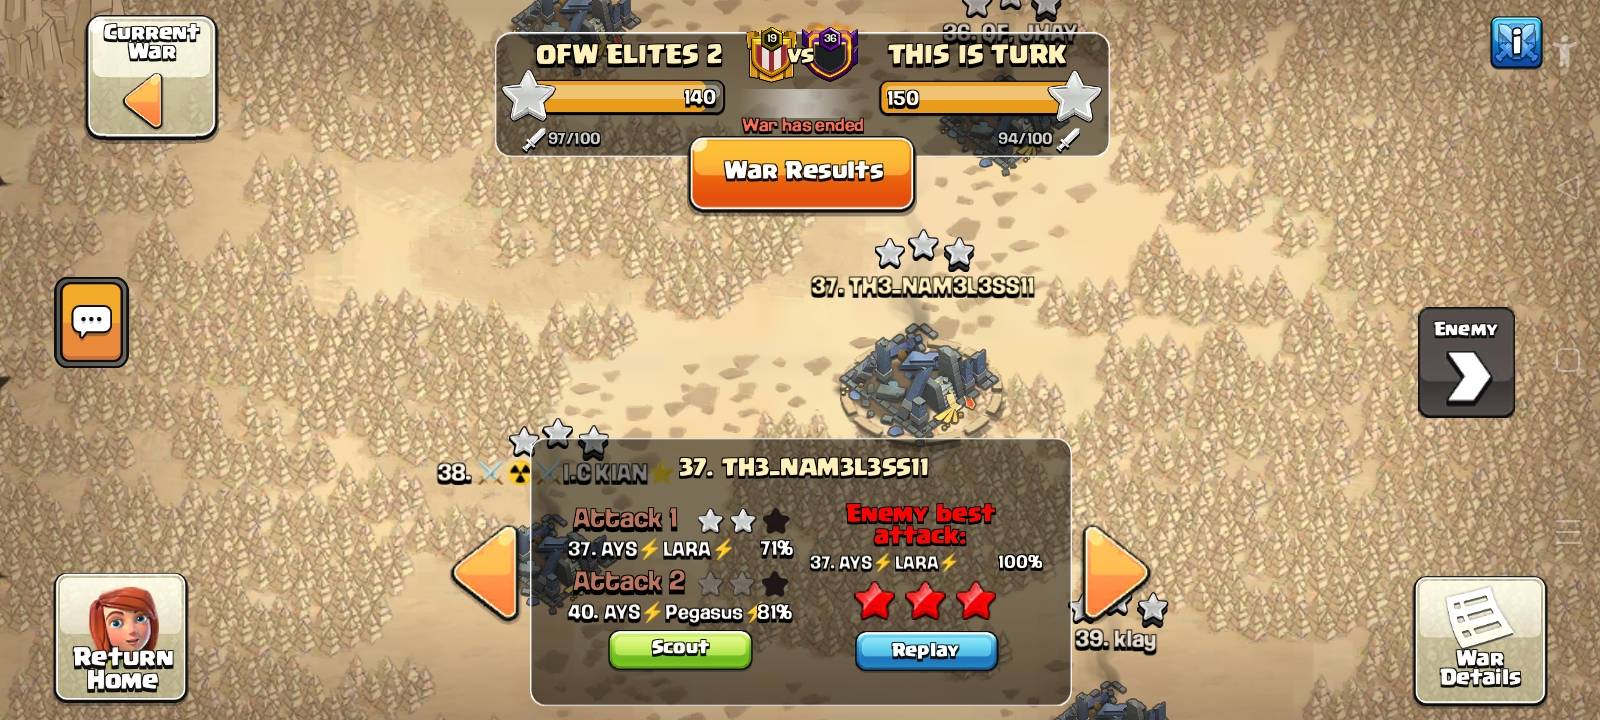 Current
War
36. OF_JHAY
OFW ELITES 2
19
VS
36
THIS IS TURK
140
150
War has ended
97/100
94/100
War Results
i
37. TH3_NAM3L3SS11
Enemy
38. I.C KIAN
37. TH3_NAM3L3SS11
Attack 1
37. AYS⚡LARA⚡ 71%
Attack 2
40. AYS⚡Pegasus⚡81%
Scout
Enemy best
attack:
37. AYS⚡LARA⚡ 100%
Replay
39. klay
Return
Home
War
Details